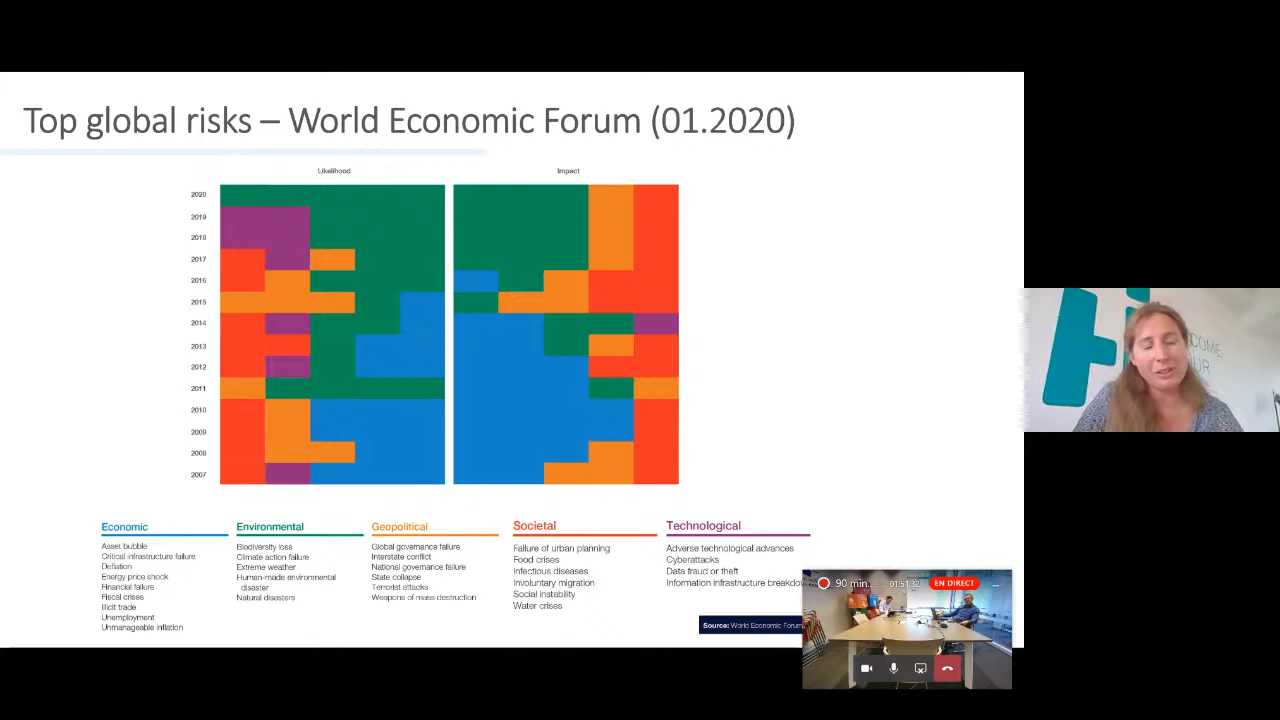 Top global risks – World Economic Forum (01.2020)
Likelihood
Impact
2020
2019
2018
2017
2016
2015
2014
2013
2012
2011
2010
2009
2008
2007
Economic
Asset bubble
Critical infrastructure failure
Deflation
Energy price shock
Financial failure
Fiscal crises
Illicit trade
Unemployment
Unmanageable inflation
Environmental
Biodiversity loss
Climate action failure
Extreme weather
Human-made environmental
disaster
Natural disasters
Geopolitical
Global governance failure
Interstate conflict
National governance failure
State collapse
Terrorist attacks
Weapons of mass destruction
Societal
Failure of urban planning
Food crises
Infectious diseases
Involuntary migration
Social instability
Water crises
Technological
Adverse technological advances
Cyberattacks
Data fraud or theft
Information infrastructure breakdow
Source: World Economic Forum
90 min...
01:51:32
EN DIRECT